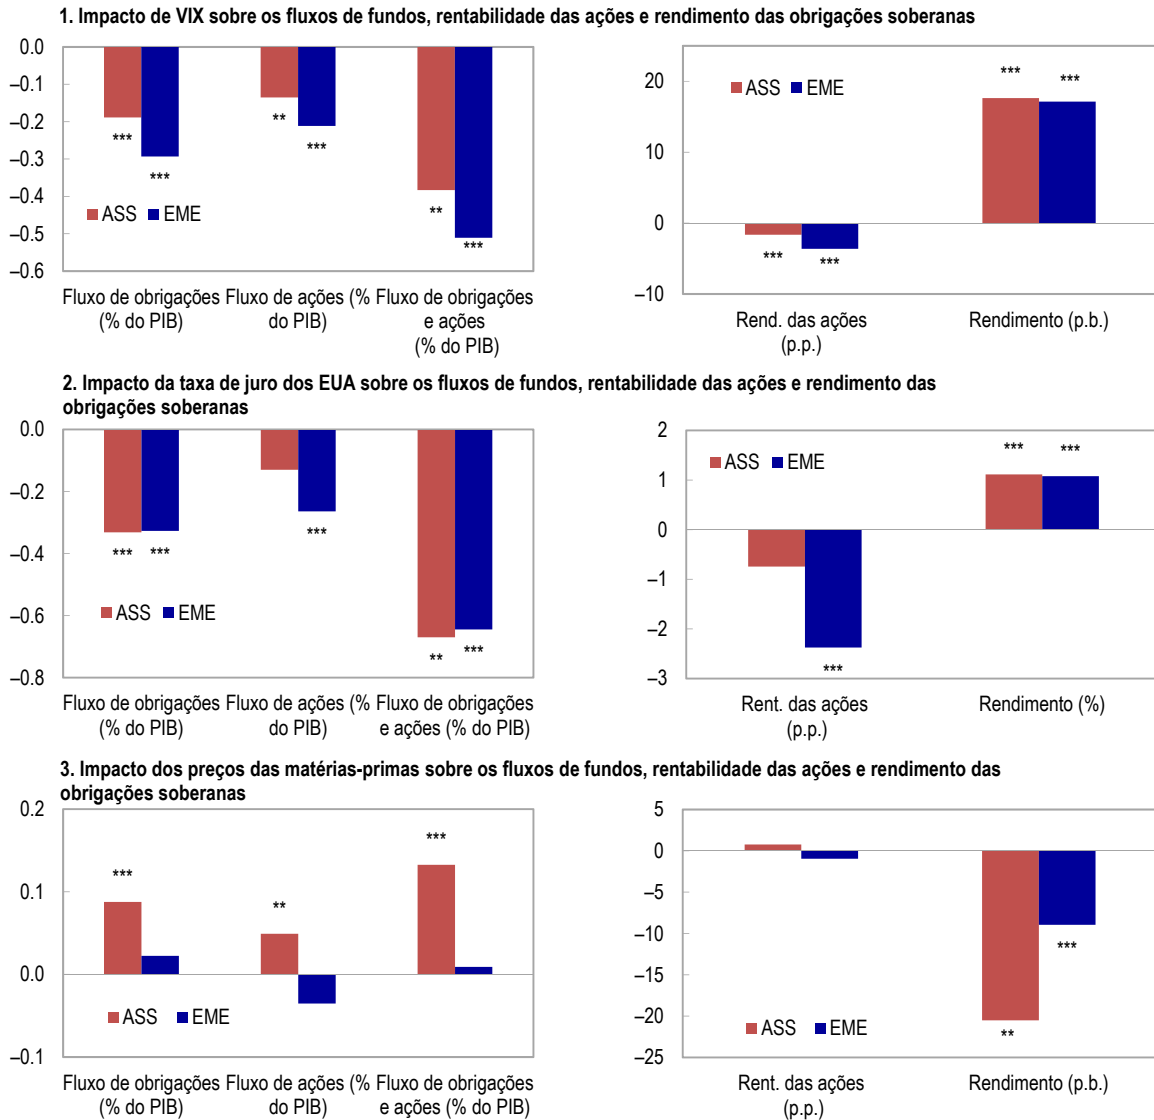 1. Impacto de VIX sobre os fluxos de fundos, rentabilidade das ações e rendimento das obrigações soberanas
0.0
–0.1
–0.2
–0.3
–0.4
–0.5
–0.6
***
***
**
***
**
***
ASS EME
Fluxo de obrigações (% do PIB)
Fluxo de ações (% do PIB)
Fluxo de obrigações e ações (% do PIB)
20
10
0
–10
ASS EME
***
***
***
***
Rend. das ações (p.p.)
Rendimento (p.b.)
2. Impacto da taxa de juro dos EUA sobre os fluxos de fundos, rentabilidade das ações e rendimento das
obrigações soberanas
0.0
–0.2
–0.4
–0.6
–0.8
***
***
***
**
***
ASS EME
Fluxo de obrigações (% do PIB)
Fluxo de ações (% do PIB)
Fluxo de obrigações e ações (% do PIB)
2
1
0
–1
–2
–3
ASS EME
***
***
***
Rent. das ações (p.p.)
Rendimento (%)
3. Impacto dos preços das matérias-primas sobre os fluxos de fundos, rentabilidade das ações e rendimento das
obrigações soberanas
0.2
0.1
0.0
–0.1
***
**
***
ASS EME
Fluxo de obrigações (% do PIB)
Fluxo de ações (% do PIB)
Fluxo de obrigações e ações (% do PIB)
5
0
–5
–10
–15
–20
–25
***
**
ASS EME
Rent. das ações (p.p.)
Rendimento (p.b.)